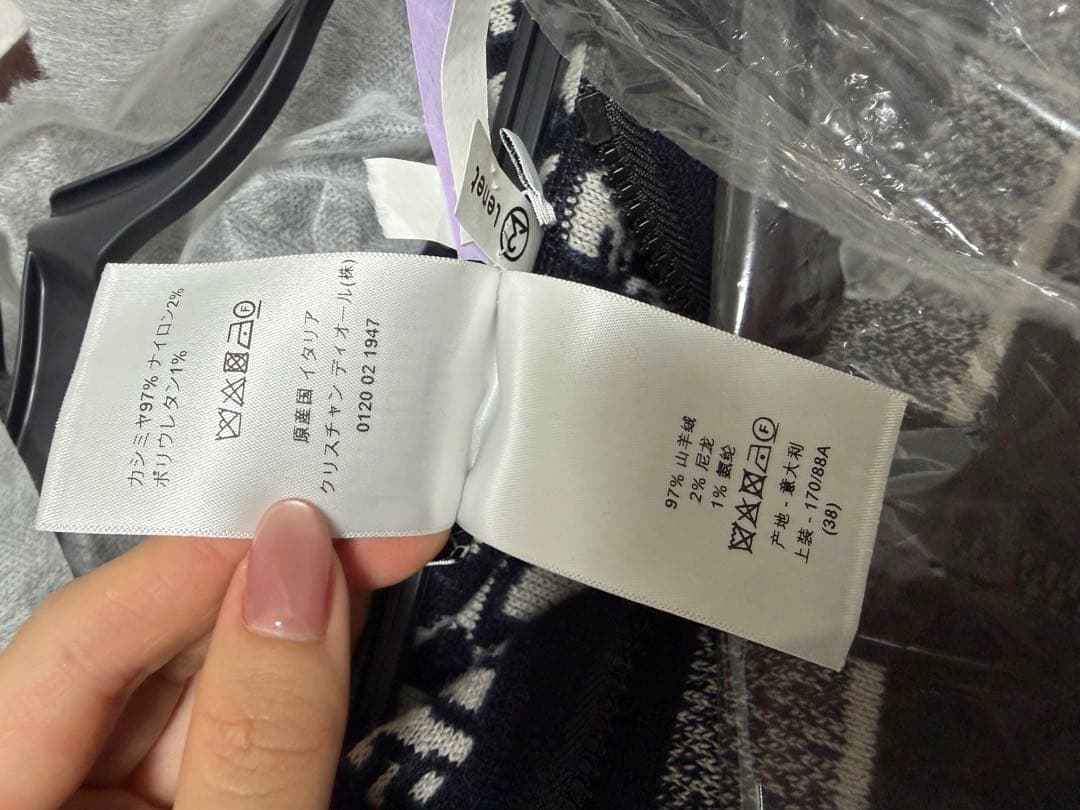 カシミヤ97% ナイロン2%
ポリウレタン1%
原産国 イタリア
クリスチャン ディオール(株)
0120 02 1947
97% 山羊绒
2% 尼龙
1% 氨纶
产地 - 意大利
上装 - 170/88A
(38)
Lenet